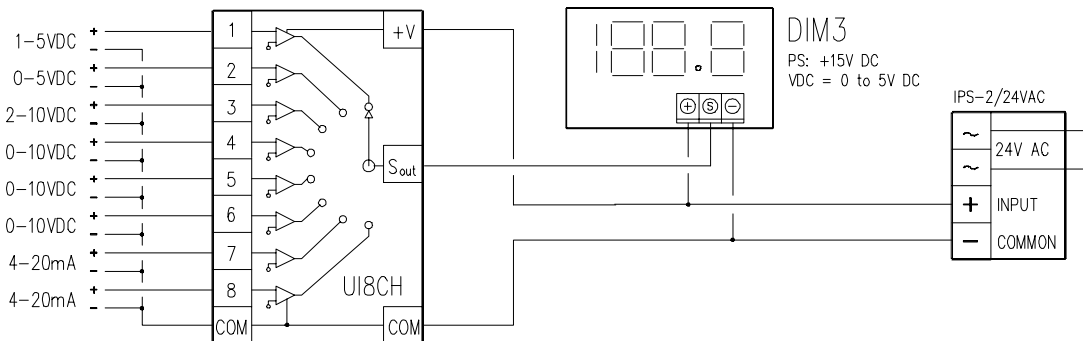 1-5VDC
+
-
0-5VDC
+
-
2-10VDC
+
-
0-10VDC
+
-
0-10VDC
+
-
0-10VDC
+
-
4-20mA
+
-
4-20mA
+
-
1
2
3
4
5
6
7
8
COM
+V
Sout
COM
UI8CH
188.8
+ S -
DIM3
PS: +15V DC
VDC = 0 to 5V DC
IPS-2/24VAC
~
~
24V AC
+ INPUT
- COMMON